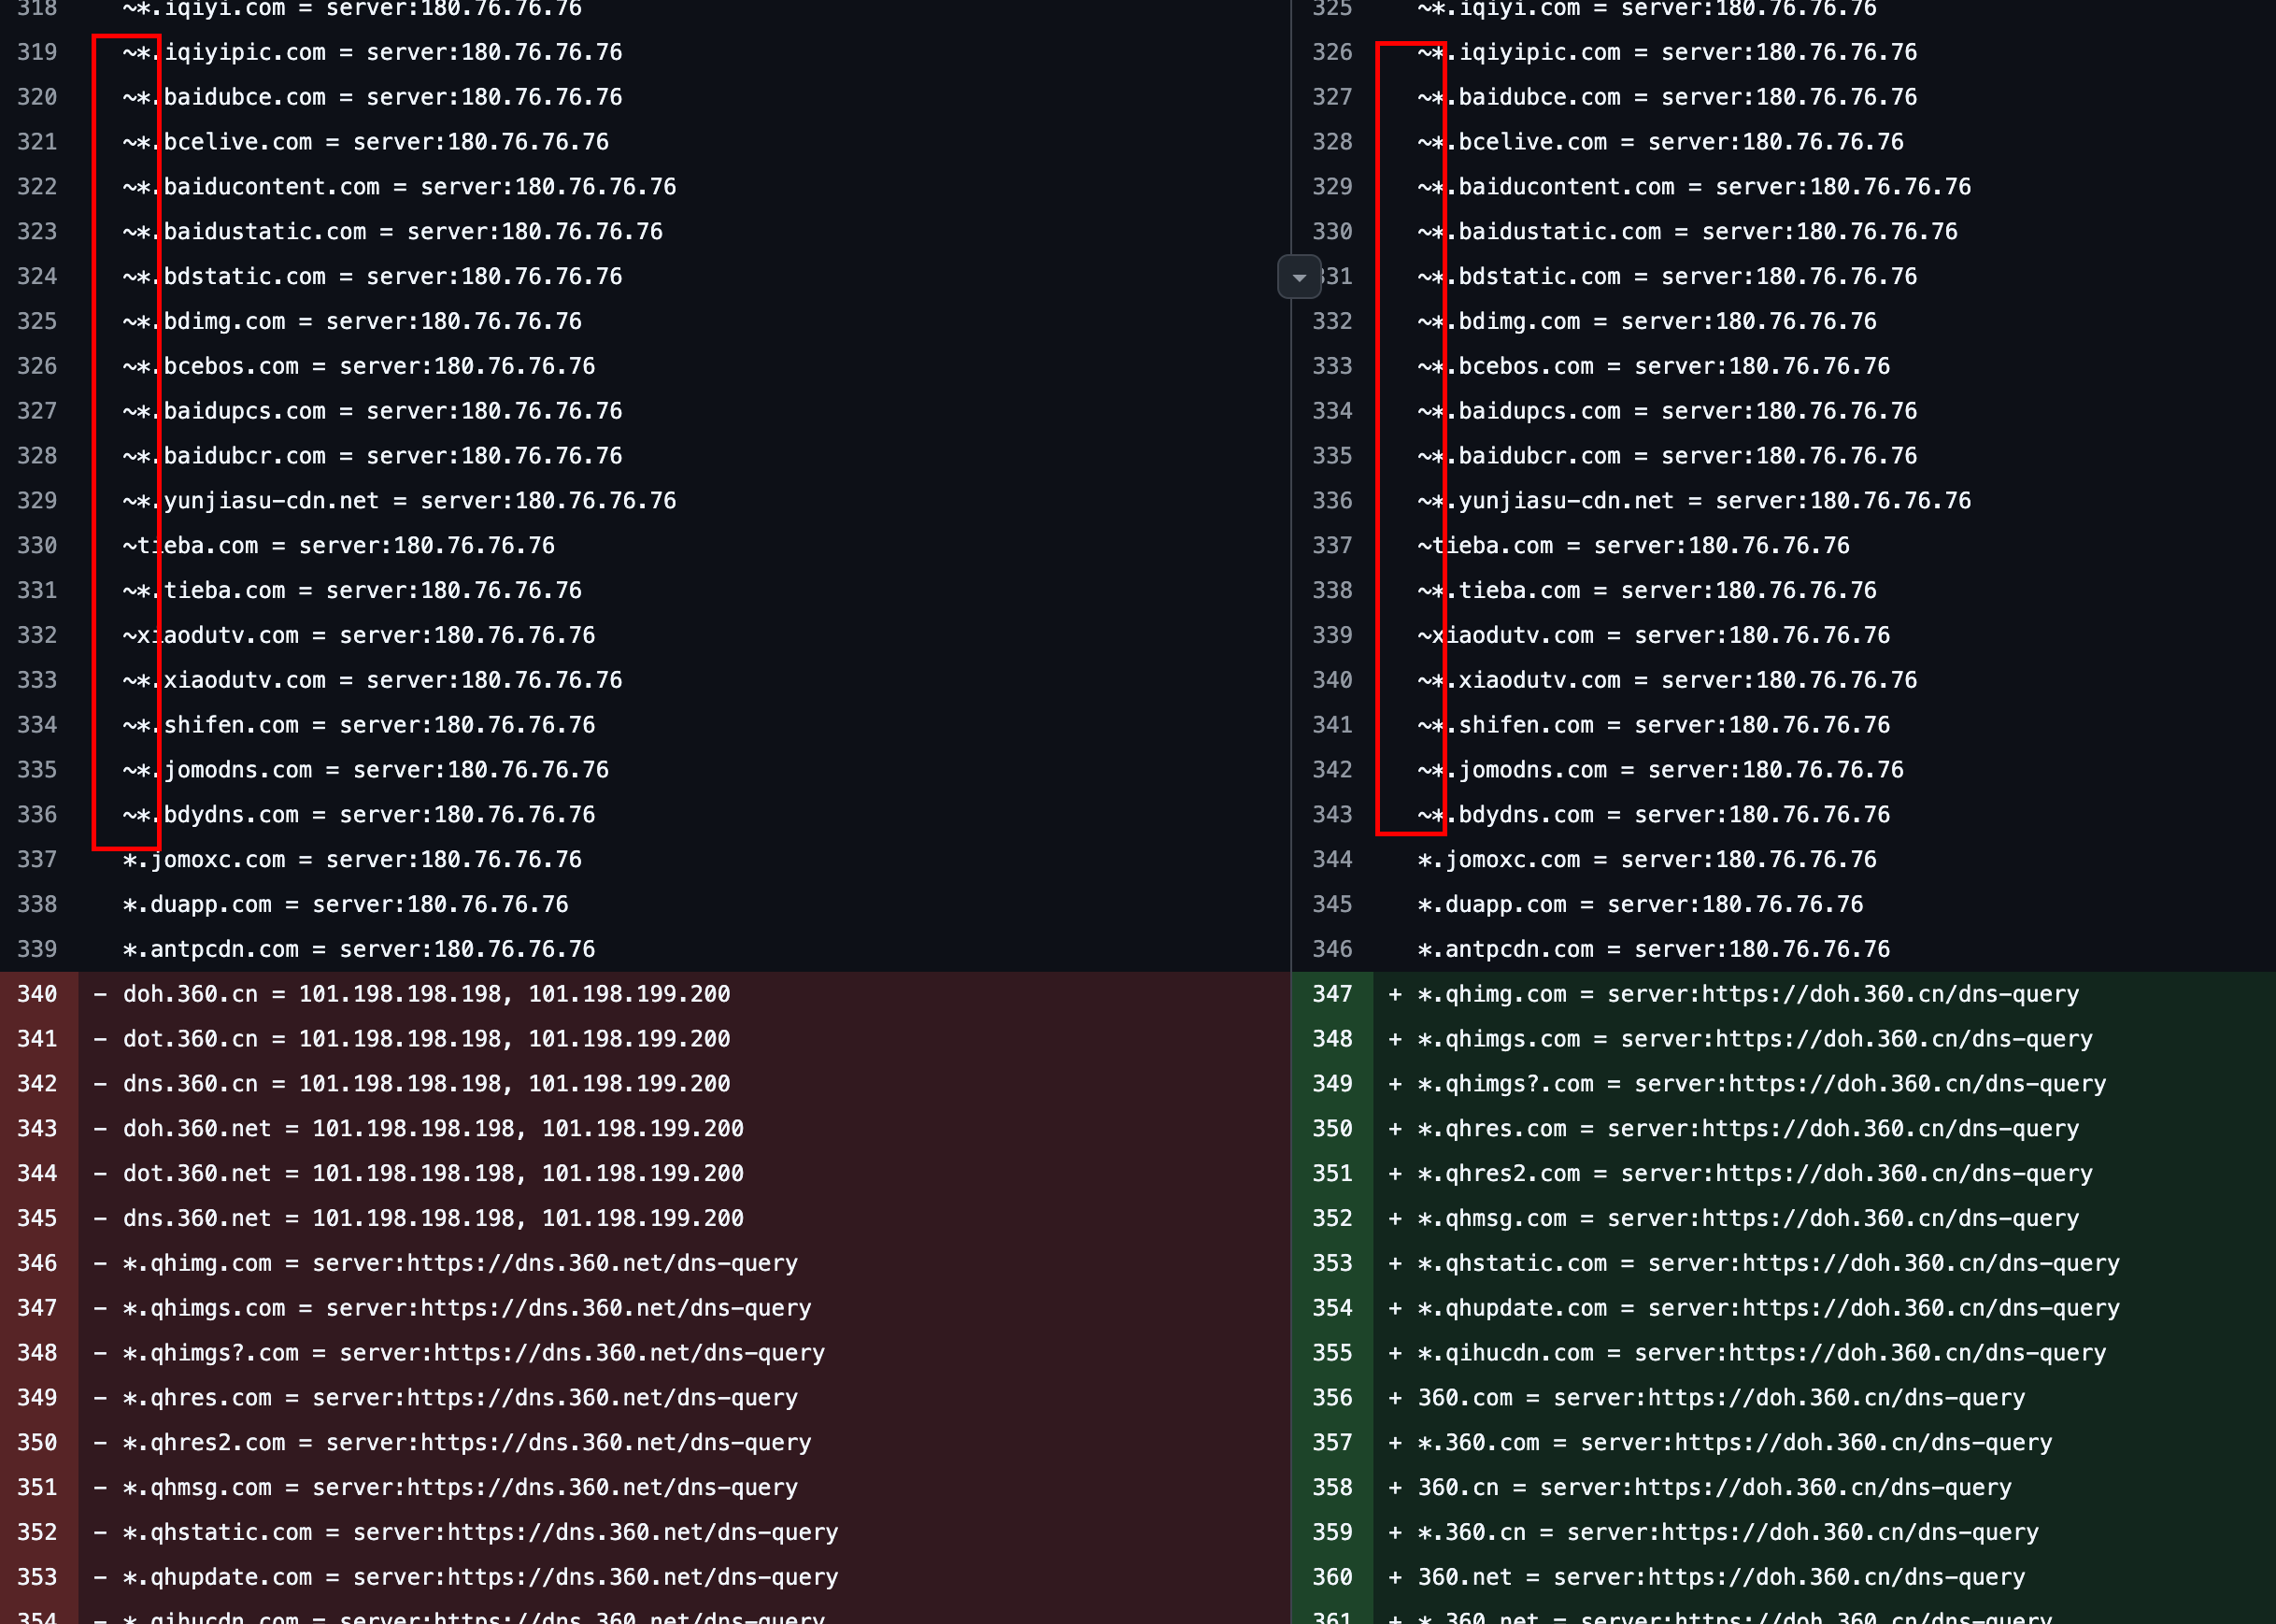 318 ~*.iqiyi.com = server:180.76.76.76
319 ~*.iqiyipic.com = server:180.76.76.76
320 ~*.baidubce.com = server:180.76.76.76
321 ~*.bcelive.com = server:180.76.76.76
322 ~*.baiducontent.com = server:180.76.76.76
323 ~*.baidustatic.com = server:180.76.76.76
324 ~*.bdstatic.com = server:180.76.76.76
325 ~*.bdimg.com = server:180.76.76.76
326 ~*.bcebos.com = server:180.76.76.76
327 ~*.baidupcs.com = server:180.76.76.76
328 ~*.baidubcr.com = server:180.76.76.76
329 ~*.yunjiasu-cdn.net = server:180.76.76.76
330 ~tieba.com = server:180.76.76.76
331 ~*.tieba.com = server:180.76.76.76
332 ~xiaodutv.com = server:180.76.76.76
333 ~*.xiaodutv.com = server:180.76.76.76
334 ~*.shifen.com = server:180.76.76.76
335 ~*.jomodns.com = server:180.76.76.76
336 ~*.bdydns.com = server:180.76.76.76
337 *.jomoxc.com = server:180.76.76.76
338 *.duapp.com = server:180.76.76.76
339 *.antpcdn.com = server:180.76.76.76
340 - doh.360.cn = 101.198.198.198, 101.198.199.200
341 - dot.360.cn = 101.198.198.198, 101.198.199.200
342 - dns.360.cn = 101.198.198.198, 101.198.199.200
343 - doh.360.net = 101.198.198.198, 101.198.199.200
344 - dot.360.net = 101.198.198.198, 101.198.199.200
345 - dns.360.net = 101.198.198.198, 101.198.199.200
346 - *.qhimg.com = server:https://dns.360.net/dns-query
347 - *.qhimgs.com = server:https://dns.360.net/dns-query
348 - *.qhimgs?.com = server:https://dns.360.net/dns-query
349 - *.qhres.com = server:https://dns.360.net/dns-query
350 - *.qhres2.com = server:https://dns.360.net/dns-query
351 - *.qhmsg.com = server:https://dns.360.net/dns-query
352 - *.qhstatic.com = server:https://dns.360.net/dns-query
353 - *.qhupdate.com = server:https://dns.360.net/dns-query
354 - *.qihucdn.com = server:https://dns.360.net/dns-query
325 ~*.iqiyi.com = server:180.76.76.76
326 ~*.iqiyipic.com = server:180.76.76.76
327 ~*.baidubce.com = server:180.76.76.76
328 ~*.bcelive.com = server:180.76.76.76
329 ~*.baiducontent.com = server:180.76.76.76
330 ~*.baidustatic.com = server:180.76.76.76
331 ~*.bdstatic.com = server:180.76.76.76
332 ~*.bdimg.com = server:180.76.76.76
333 ~*.bcebos.com = server:180.76.76.76
334 ~*.baidupcs.com = server:180.76.76.76
335 ~*.baidubcr.com = server:180.76.76.76
336 ~*.yunjiasu-cdn.net = server:180.76.76.76
337 ~tieba.com = server:180.76.76.76
338 ~*.tieba.com = server:180.76.76.76
339 ~xiaodutv.com = server:180.76.76.76
340 ~*.xiaodutv.com = server:180.76.76.76
341 ~*.shifen.com = server:180.76.76.76
342 ~*.jomodns.com = server:180.76.76.76
343 ~*.bdydns.com = server:180.76.76.76
344 *.jomoxc.com = server:180.76.76.76
345 *.duapp.com = server:180.76.76.76
346 *.antpcdn.com = server:180.76.76.76
347 + *.qhimg.com = server:https://doh.360.cn/dns-query
348 + *.qhimgs.com = server:https://doh.360.cn/dns-query
349 + *.qhimgs?.com = server:https://doh.360.cn/dns-query
350 + *.qhres.com = server:https://doh.360.cn/dns-query
351 + *.qhres2.com = server:https://doh.360.cn/dns-query
352 + *.qhmsg.com = server:https://doh.360.cn/dns-query
353 + *.qhstatic.com = server:https://doh.360.cn/dns-query
354 + *.qhupdate.com = server:https://doh.360.cn/dns-query
355 + *.qihucdn.com = server:https://doh.360.cn/dns-query
356 + 360.com = server:https://doh.360.cn/dns-query
357 + *.360.com = server:https://doh.360.cn/dns-query
358 + 360.cn = server:https://doh.360.cn/dns-query
359 + *.360.cn = server:https://doh.360.cn/dns-query
360 + 360.net = server:https://doh.360.cn/dns-query
361 + *.360.net = server:https://doh.360.cn/dns-query